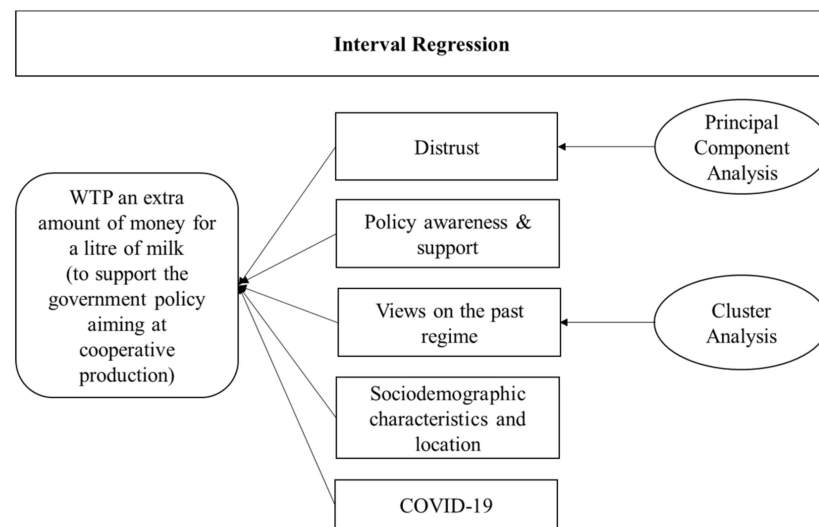 Interval Regression
WTP an extra
amount of money for
a litre of milk
(to support the
government policy
aiming at
cooperative
production)
Distrust
Policy awareness &
support
Views on the past
regime
Sociodemographic
characteristics and
location
COVID-19
Principal
Component
Analysis
Cluster
Analysis